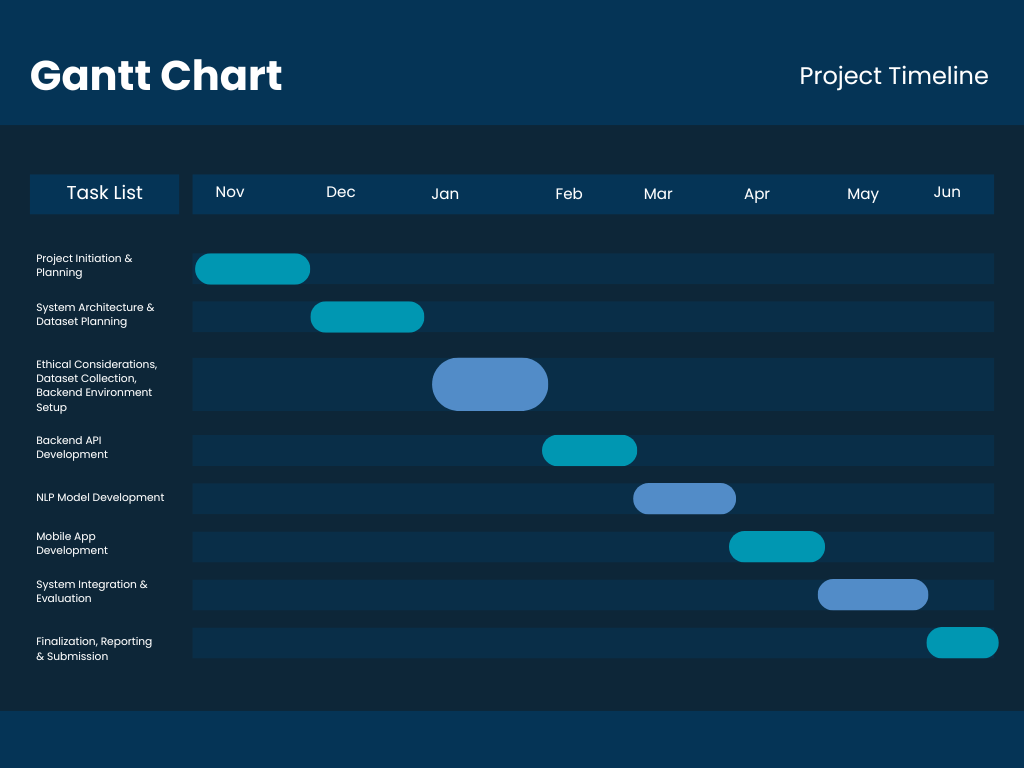 Gantt Chart
Project Timeline
Task List
Nov
Dec
Jan
Feb
Mar
Apr
May
Jun
Project Initiation &
Planning
System Architecture &
Dataset Planning
Ethical Considerations,
Dataset Collection,
Backend Environment
Setup
Backend API
Development
NLP Model Development
Mobile App
Development
System Integration &
Evaluation
Finalization, Reporting
& Submission